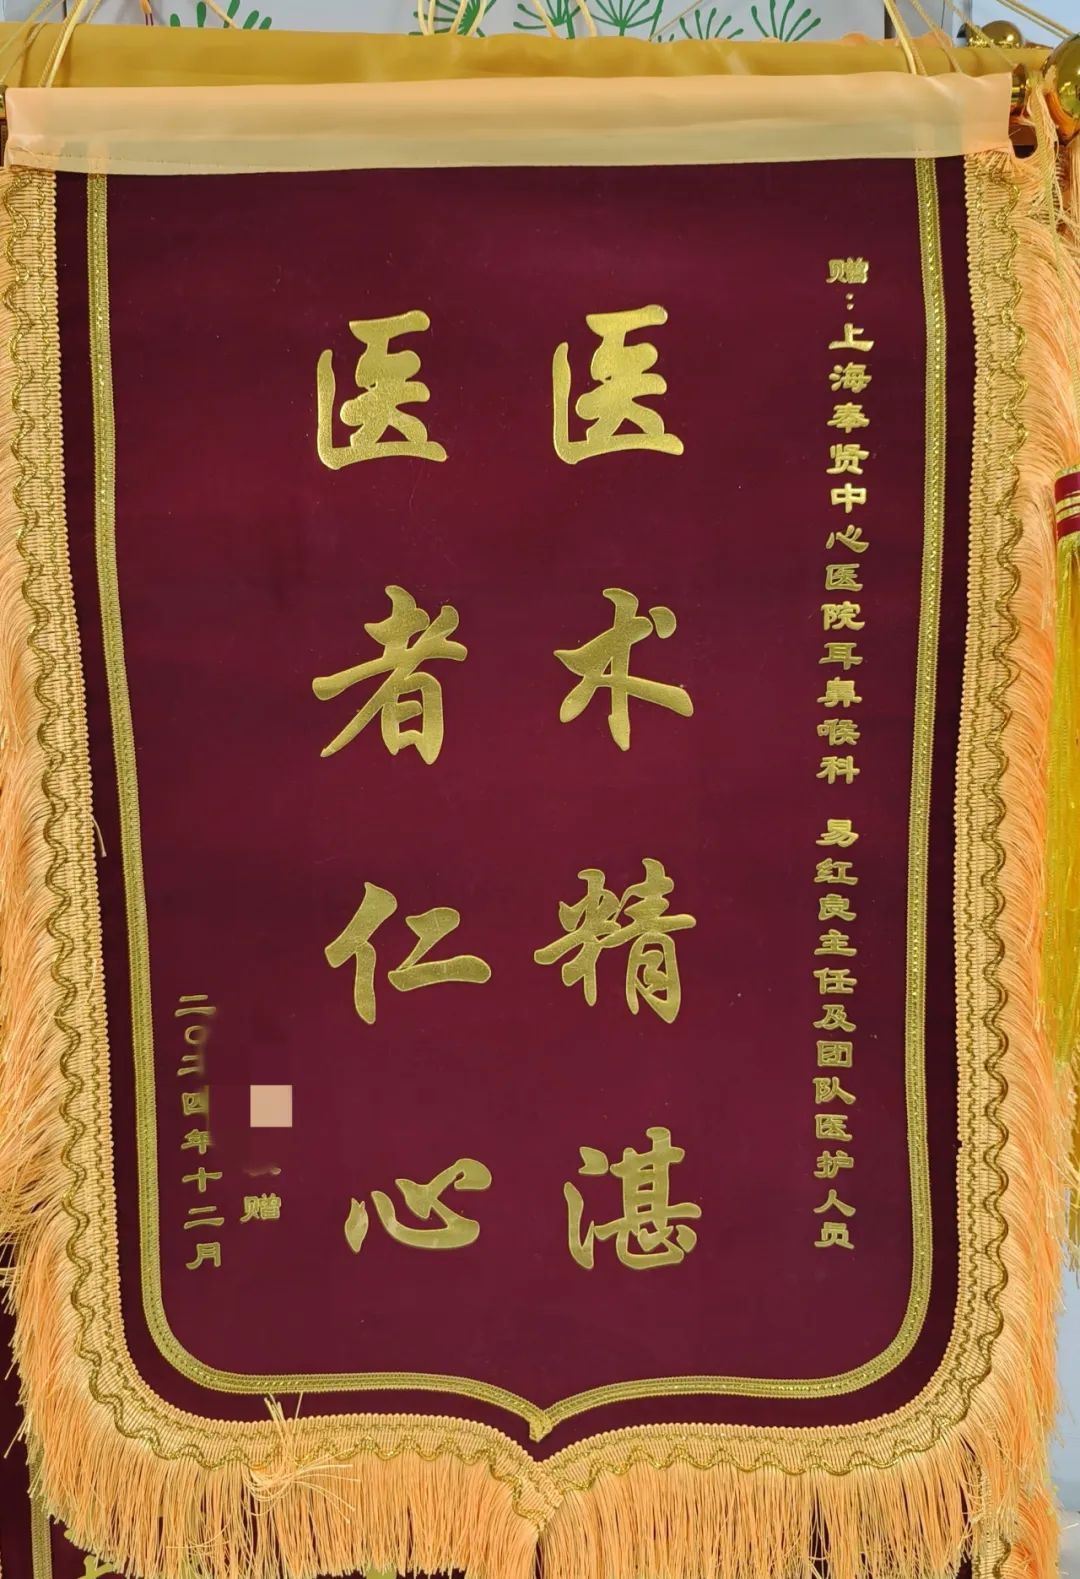 赠：上海奉贤中心医院耳鼻喉科 易红良主任及团队医护人员
医术精湛
医者仁心
赠
二〇二四年十二月